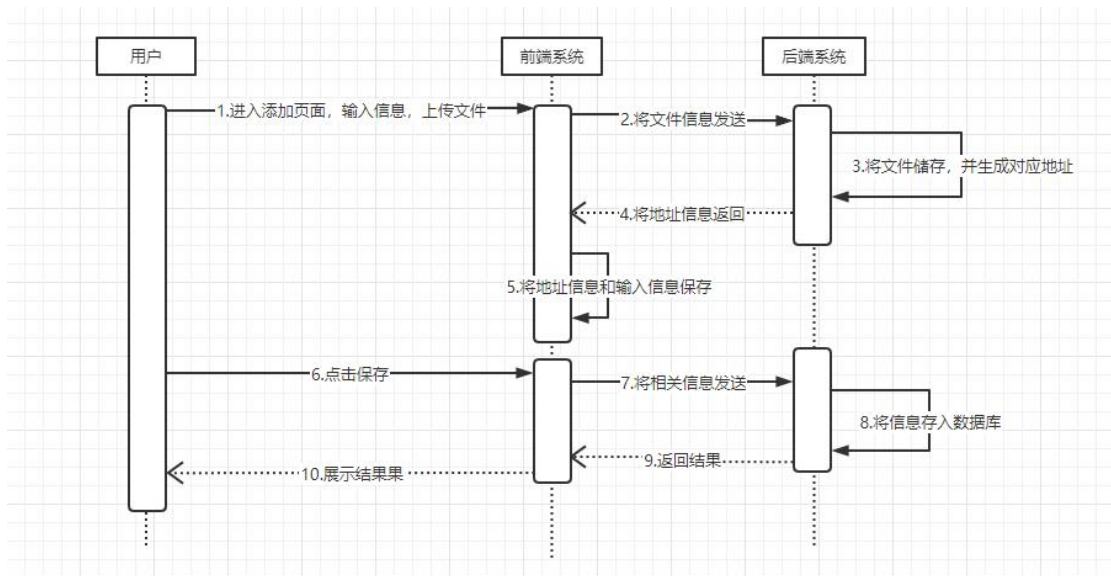 用户
前端系统
后端系统
1.进入添加页面，输入信息，上传文件
2.将文件信息发送
3.将文件储存，并生成对应地址
4.将地址信息返回
5.将地址信息和输入信息保存
6.点击保存
7.将相关信息发送
8.将信息存入数据库
9.返回结果
10.展示结果果